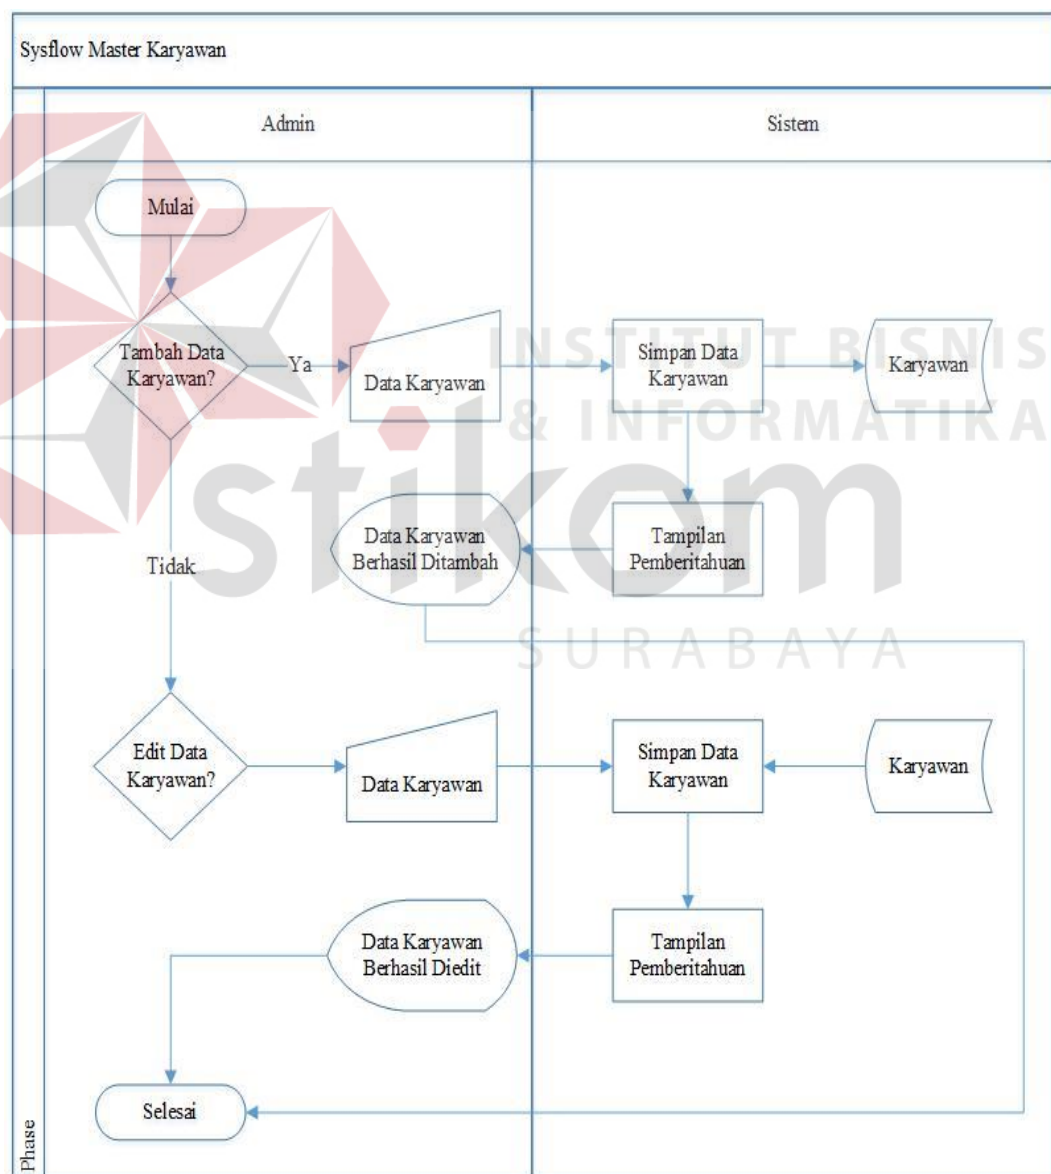 Sysflow Master Karyawan
Admin
Sistem
Mulai
Tambah Data
Karyawan?
Ya
Data Karyawan
Simpan Data
Karyawan
Karyawan
INSTITUT BISNIS
& INFORMATIKA
stikom
SURABAYA
Tampilan
Pemberitahuan
Data Karyawan
Berhasil Ditambah
Tidak
Edit Data
Karyawan?
Data Karyawan
Simpan Data
Karyawan
Karyawan
Tampilan
Pemberitahuan
Data Karyawan
Berhasil Diedit
Selesai
Phase